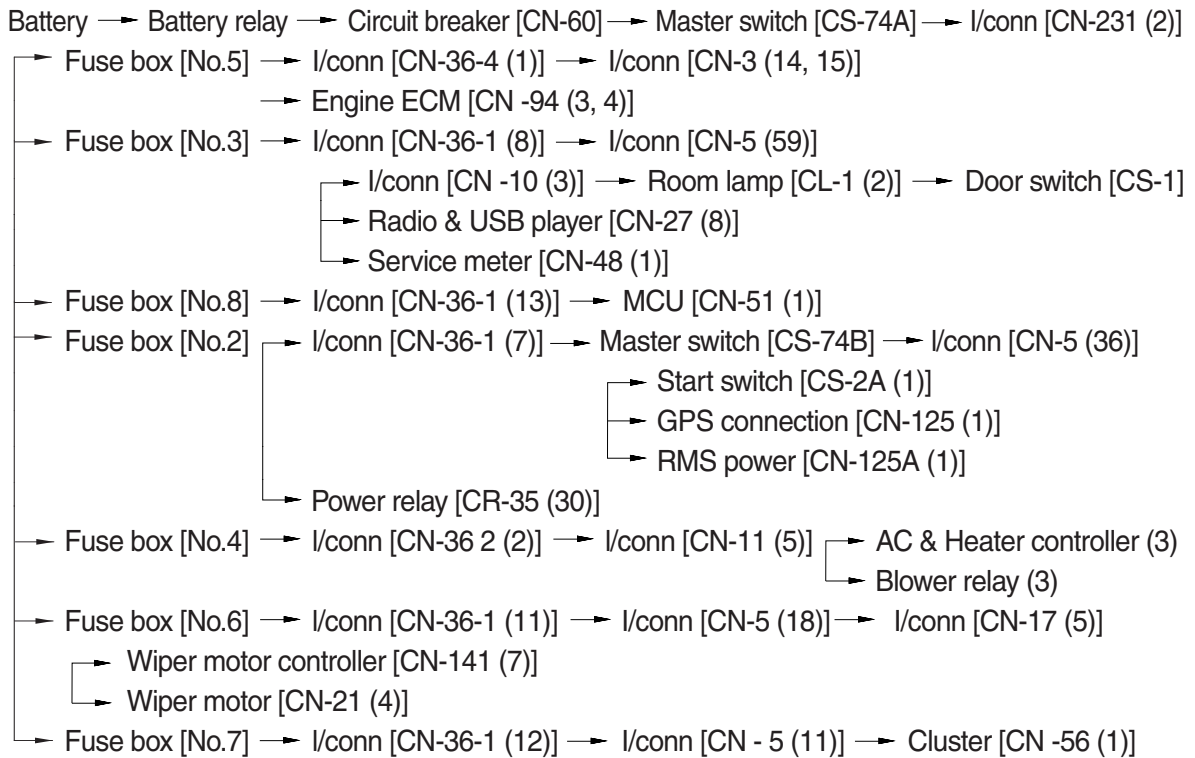 Battery → Battery relay → Circuit breaker [CN-60] → Master switch [CS-74A] → I/conn [CN-231 (2)]
→ Fuse box [No.5] → I/conn [CN-36-4 (1)] → I/conn [CN-3 (14, 15)]
→ Engine ECM [CN -94 (3, 4)]
→ Fuse box [No.3] → I/conn [CN-36-1 (8)] → I/conn [CN-5 (59)]
→ I/conn [CN -10 (3)] → Room lamp [CL-1 (2)] → Door switch [CS-1]
→ Radio & USB player [CN-27 (8)]
→ Service meter [CN-48 (1)]
→ Fuse box [No.8] → I/conn [CN-36-1 (13)] → MCU [CN-51 (1)]
→ Fuse box [No.2] → I/conn [CN-36-1 (7)] → Master switch [CS-74B] → I/conn [CN-5 (36)]
→ Start switch [CS-2A (1)]
→ GPS connection [CN-125 (1)]
→ RMS power [CN-125A (1)]
→ Power relay [CR-35 (30)]
→ Fuse box [No.4] → I/conn [CN-36 2 (2)] → I/conn [CN-11 (5)] → AC & Heater controller (3)
→ Blower relay (3)
→ Fuse box [No.6] → I/conn [CN-36-1 (11)] → I/conn [CN-5 (18)] → I/conn [CN-17 (5)]
→ Wiper motor controller [CN-141 (7)]
→ Wiper motor [CN-21 (4)]
→ Fuse box [No.7] → I/conn [CN-36-1 (12)] → I/conn [CN - 5 (11)] → Cluster [CN -56 (1)]